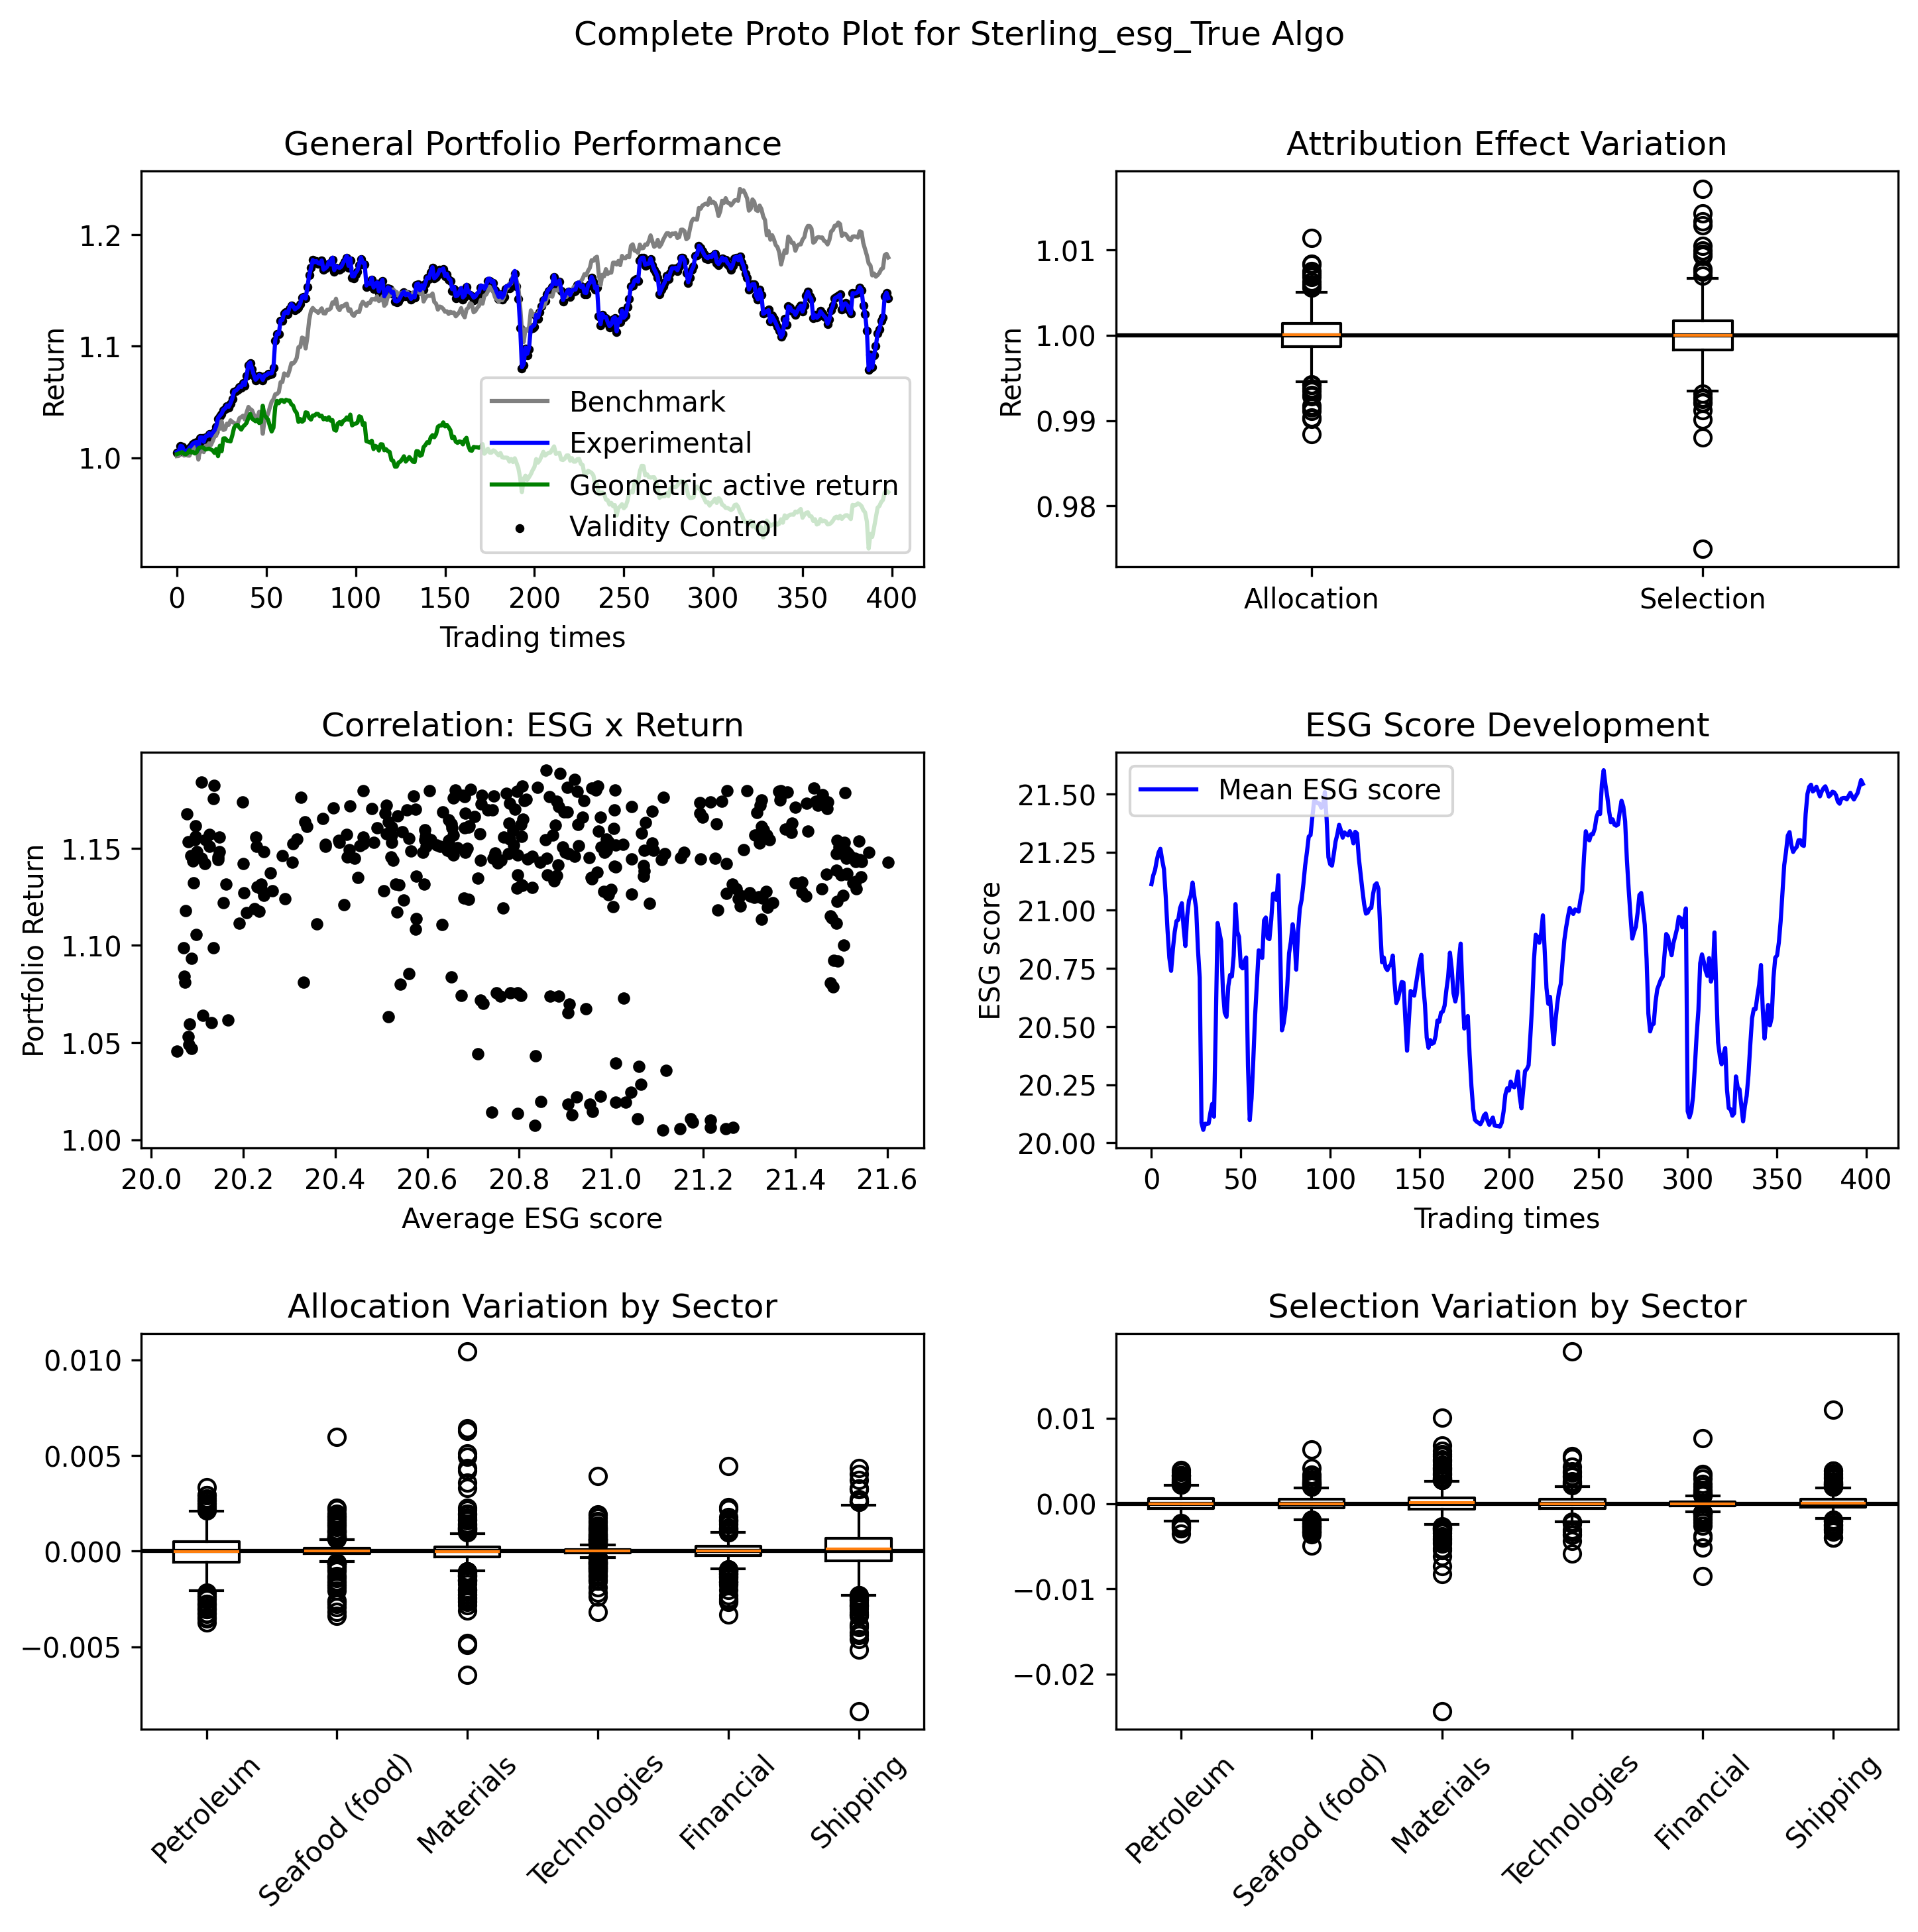 Complete Proto Plot for Sterling_esg_True Algo
General Portfolio Performance
Return
1.2
1.1
1.0
Benchmark
Experimental
Geometric active return
Validity Control
0 50 100 150 200 250 300 350 400
Trading times
Attribution Effect Variation
Return
1.01
1.00
0.99
0.98
Allocation Selection
Correlation: ESG x Return
Portfolio Return
1.15
1.10
1.05
1.00
20.0 20.2 20.4 20.6 20.8 21.0 21.2 21.4 21.6
Average ESG score
ESG Score Development
Mean ESG score
ESG score
21.50
21.25
21.00
20.75
20.50
20.25
20.00
0 50 100 150 200 250 300 350 400
Trading times
Allocation Variation by Sector
0.010
0.005
0.000
−0.005
Petroleum
Seafood (food)
Materials
Technologies
Financial
Shipping
Selection Variation by Sector
0.01
0.00
−0.01
−0.02
Petroleum
Seafood (food)
Materials
Technologies
Financial
Shipping